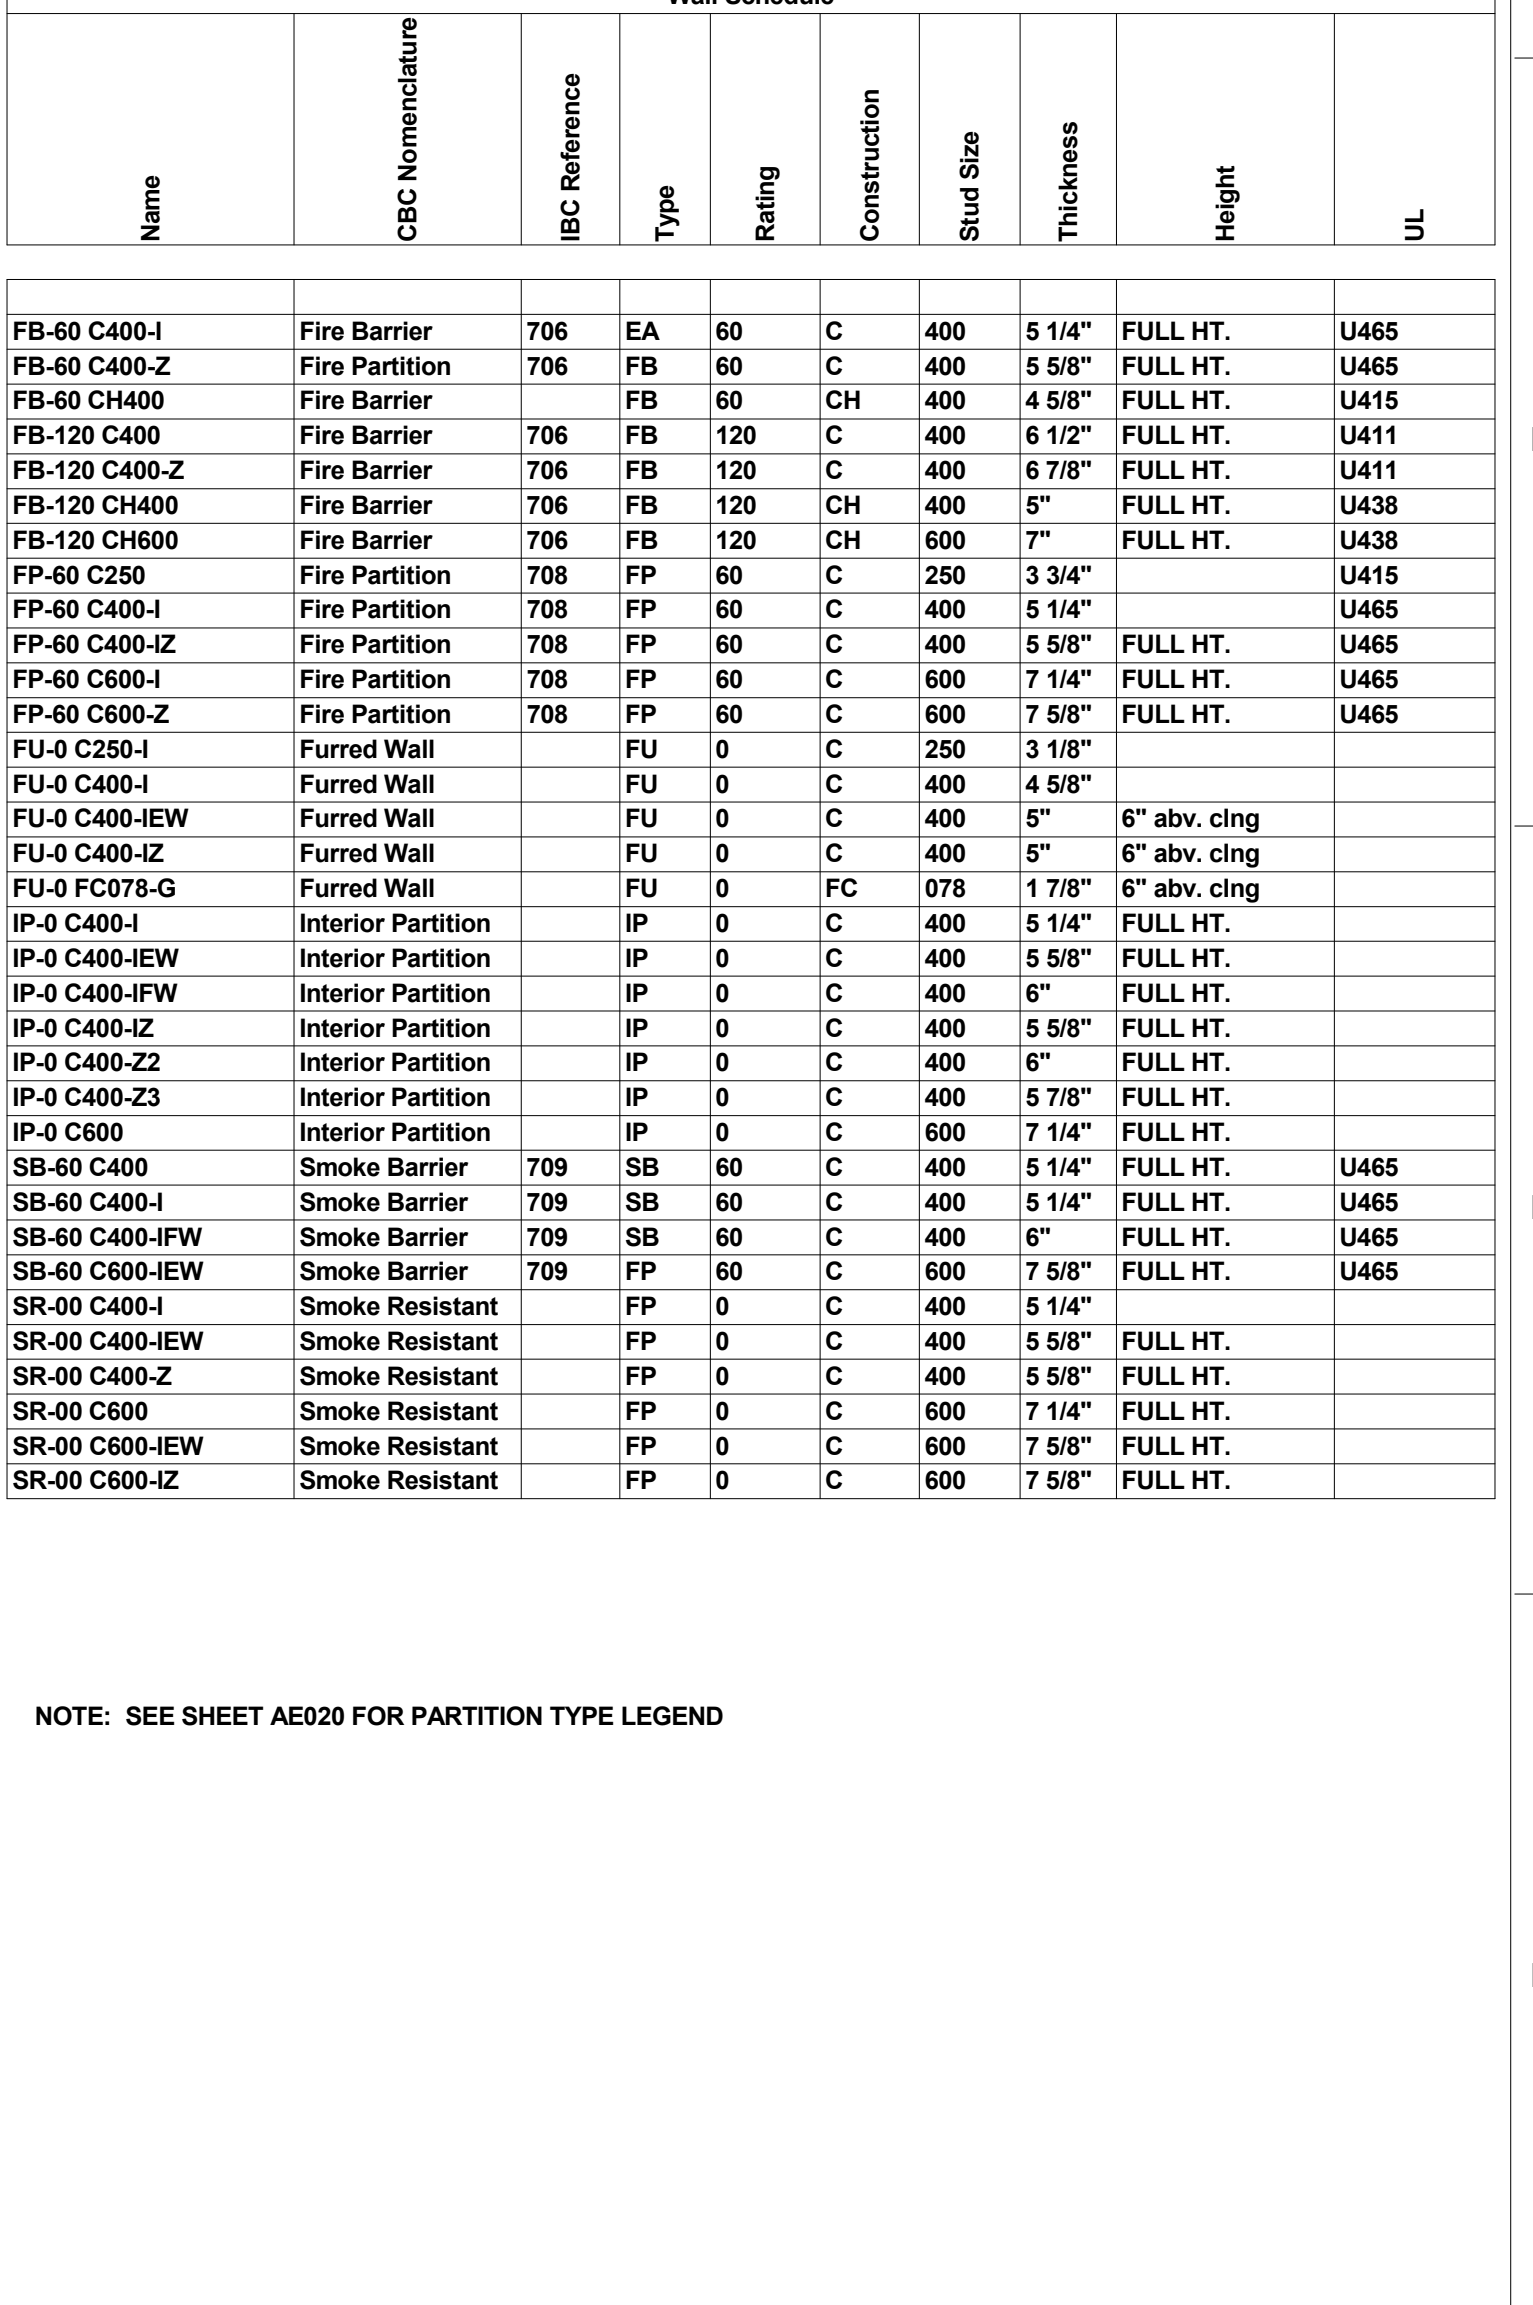 Wall Schedule
Name CBC Nomenclature IBC Reference Type Rating Construction Stud Size Thickness Height UL
FB-60 C400-I Fire Barrier 706 EA 60 C 400 5 1/4" FULL HT. U465
FB-60 C400-Z Fire Partition 706 FB 60 C 400 5 5/8" FULL HT. U465
FB-60 CH400 Fire Barrier FB 60 CH 400 4 5/8" FULL HT. U415
FB-120 C400 Fire Barrier 706 FB 120 C 400 6 1/2" FULL HT. U411
FB-120 C400-Z Fire Barrier 706 FB 120 C 400 6 7/8" FULL HT. U411
FB-120 CH400 Fire Barrier 706 FB 120 CH 400 5" FULL HT. U438
FB-120 CH600 Fire Barrier 706 FB 120 CH 600 7" FULL HT. U438
FP-60 C250 Fire Partition 708 FP 60 C 250 3 3/4" U415
FP-60 C400-I Fire Partition 708 FP 60 C 400 5 1/4" U465
FP-60 C400-IZ Fire Partition 708 FP 60 C 400 5 5/8" FULL HT. U465
FP-60 C600-I Fire Partition 708 FP 60 C 600 7 1/4" FULL HT. U465
FP-60 C600-Z Fire Partition 708 FP 60 C 600 7 5/8" FULL HT. U465
FU-0 C250-I Furred Wall FU 0 C 250 3 1/8"
FU-0 C400-I Furred Wall FU 0 C 400 4 5/8"
FU-0 C400-IEW Furred Wall FU 0 C 400 5" 6" abv. clng
FU-0 C400-IZ Furred Wall FU 0 C 400 5" 6" abv. clng
FU-0 FC078-G Furred Wall FU 0 FC 078 1 7/8" 6" abv. clng
IP-0 C400-I Interior Partition IP 0 C 400 5 1/4" FULL HT.
IP-0 C400-IEW Interior Partition IP 0 C 400 5 5/8" FULL HT.
IP-0 C400-IFW Interior Partition IP 0 C 400 6" FULL HT.
IP-0 C400-IZ Interior Partition IP 0 C 400 5 5/8" FULL HT.
IP-0 C400-Z2 Interior Partition IP 0 C 400 6" FULL HT.
IP-0 C400-Z3 Interior Partition IP 0 C 400 5 7/8" FULL HT.
IP-0 C600 Interior Partition IP 0 C 600 7 1/4" FULL HT.
SB-60 C400 Smoke Barrier 709 SB 60 C 400 5 1/4" FULL HT. U465
SB-60 C400-I Smoke Barrier 709 SB 60 C 400 5 1/4" FULL HT. U465
SB-60 C400-IFW Smoke Barrier 709 SB 60 C 400 6" FULL HT. U465
SB-60 C600-IEW Smoke Barrier 709 FP 60 C 600 7 5/8" FULL HT. U465
SR-00 C400-I Smoke Resistant FP 0 C 400 5 1/4"
SR-00 C400-IEW Smoke Resistant FP 0 C 400 5 5/8" FULL HT.
SR-00 C400-Z Smoke Resistant FP 0 C 400 5 5/8" FULL HT.
SR-00 C600 Smoke Resistant FP 0 C 600 7 1/4" FULL HT.
SR-00 C600-IEW Smoke Resistant FP 0 C 600 7 5/8" FULL HT.
SR-00 C600-IZ Smoke Resistant FP 0 C 600 7 5/8" FULL HT.
NOTE: SEE SHEET AE020 FOR PARTITION TYPE LEGEND